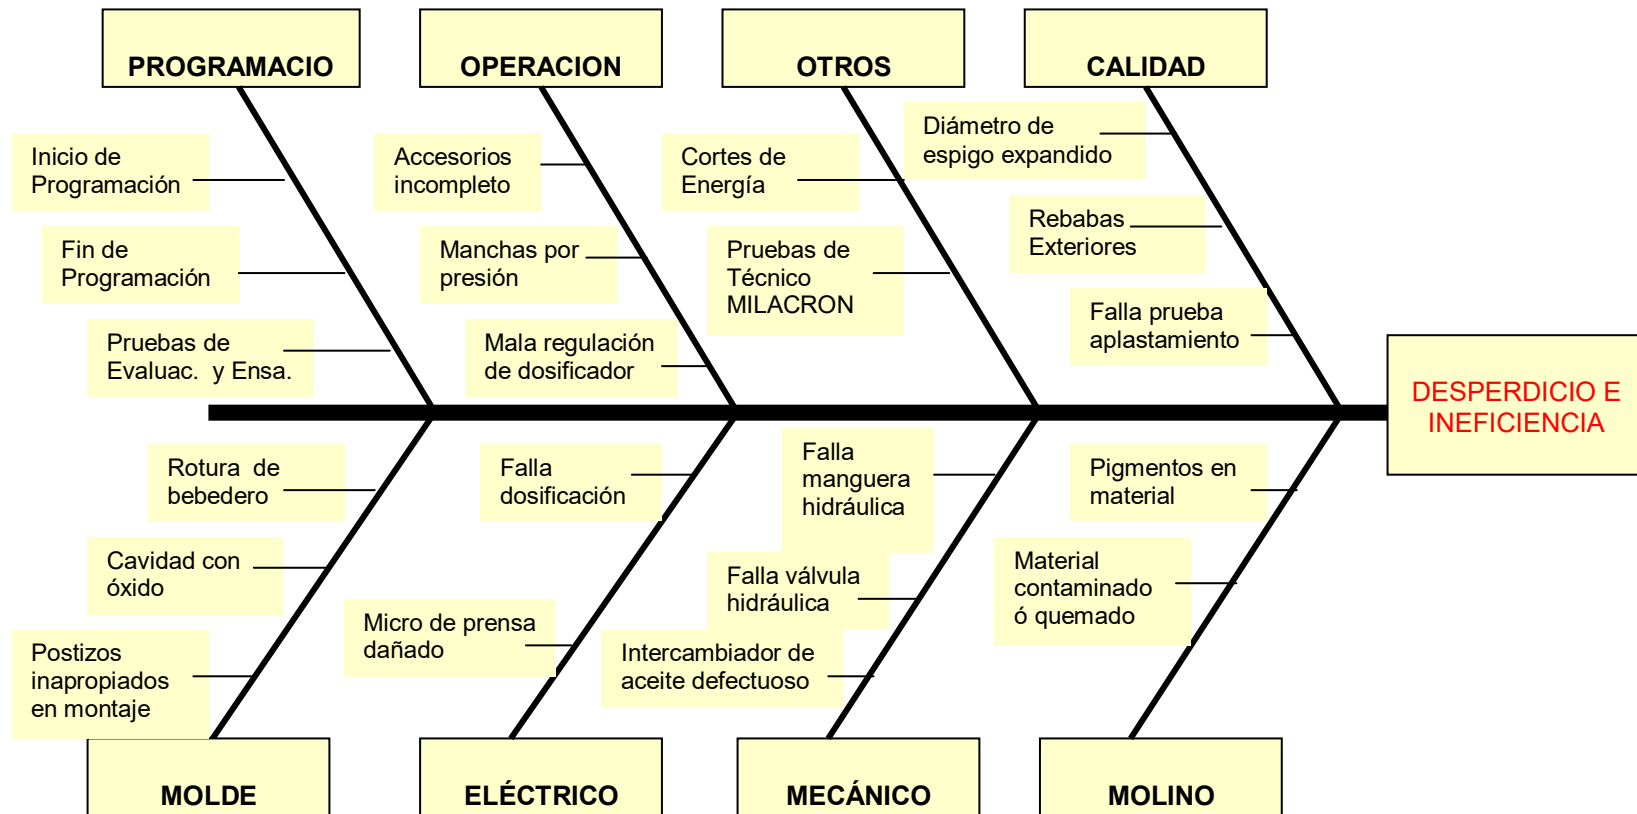 PROGRAMACIO
OPERACION
OTROS
CALIDAD
Inicio de
Programación
Fin de
Programación
Pruebas de
Evaluac. y Ensa.
Accesorios
incompleto
Manchas por
presión
Mala regulación
de dosificador
Cortes de
Energía
Pruebas de
Técnico
MILACRON
Diámetro de
espigo expandido
Rebabas
Exteriores
Falla prueba
aplastamiento
DESPERDICIO E
INEFICIENCIA
Rotura de
bebedero
Cavidad con
óxido
Postizos
inapropiados
en montaje
Falla
dosificación
Micro de prensa
dañado
Falla
manguera
hidráulica
Falla válvula
hidráulica
Intercambiador de
aceite defectuoso
Pigmentos en
material
Material
contaminado
ó quemado
MOLDE
ELÉCTRICO
MECÁNICO
MOLINO